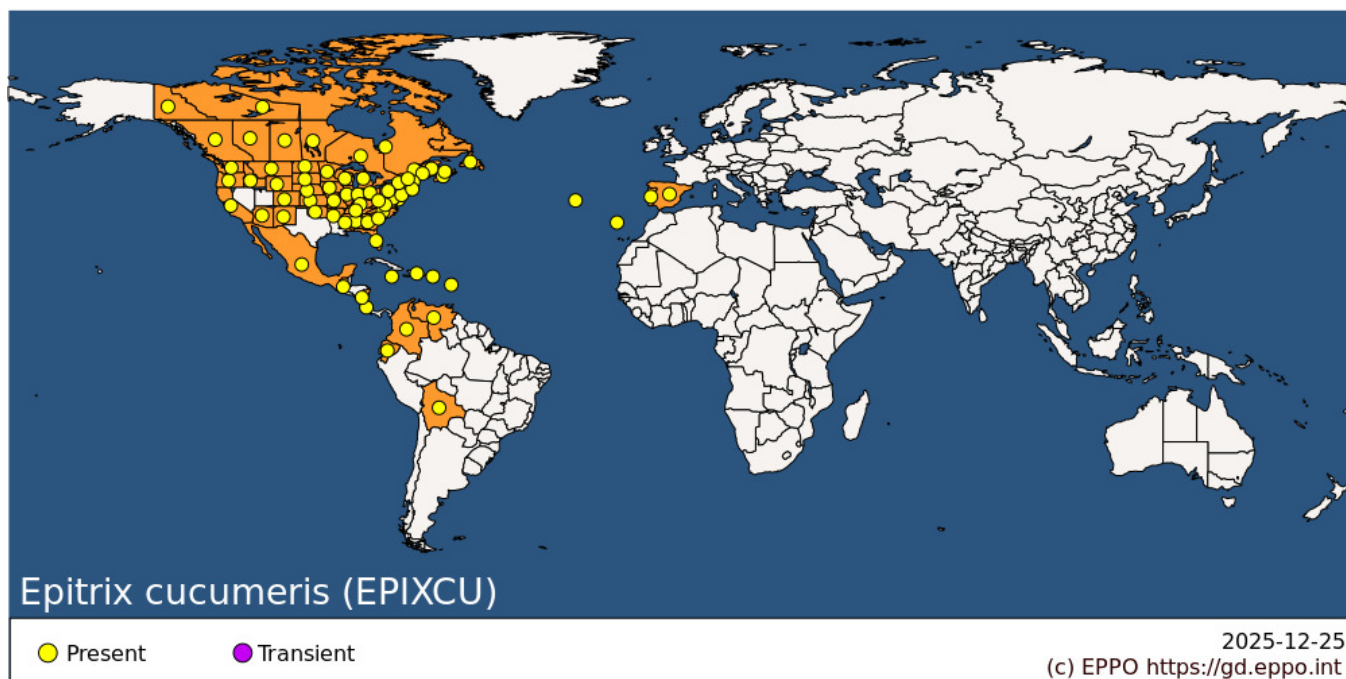 Epitrix cucumeris (EPIXCU)
Present
Transient
2025-12-25
(c) EPPO https://gd.eppo.int